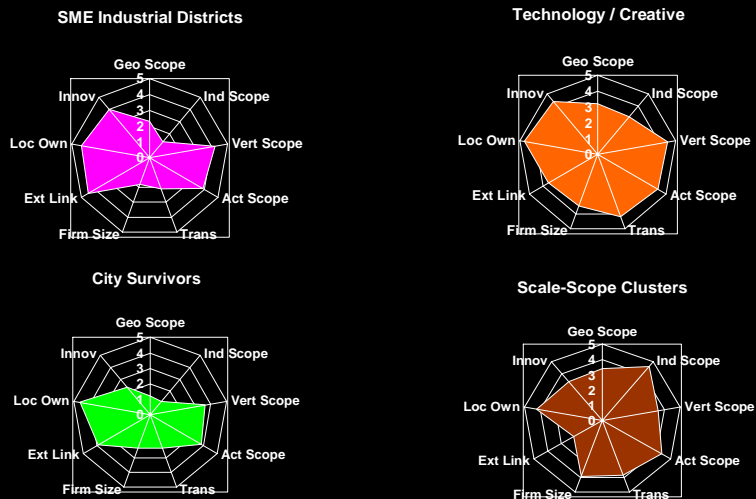 SME Industrial Districts
Geo Scope
Ind Scope
Vert Scope
Act Scope
Trans
Firm Size
Ext Link
Loc Own
Innov
5
4
3
2
1
0
Technology / Creative
Geo Scope
Ind Scope
Vert Scope
Act Scope
Trans
Firm Size
Ext Link
Loc Own
Innov
5
4
3
2
1
0
City Survivors
Geo Scope
Ind Scope
Vert Scope
Act Scope
Trans
Firm Size
Ext Link
Loc Own
Innov
5
4
3
2
1
0
Scale-Scope Clusters
Geo Scope
Ind Scope
Vert Scope
Act Scope
Trans
Firm Size
Ext Link
Loc Own
Innov
5
4
3
2
1
0